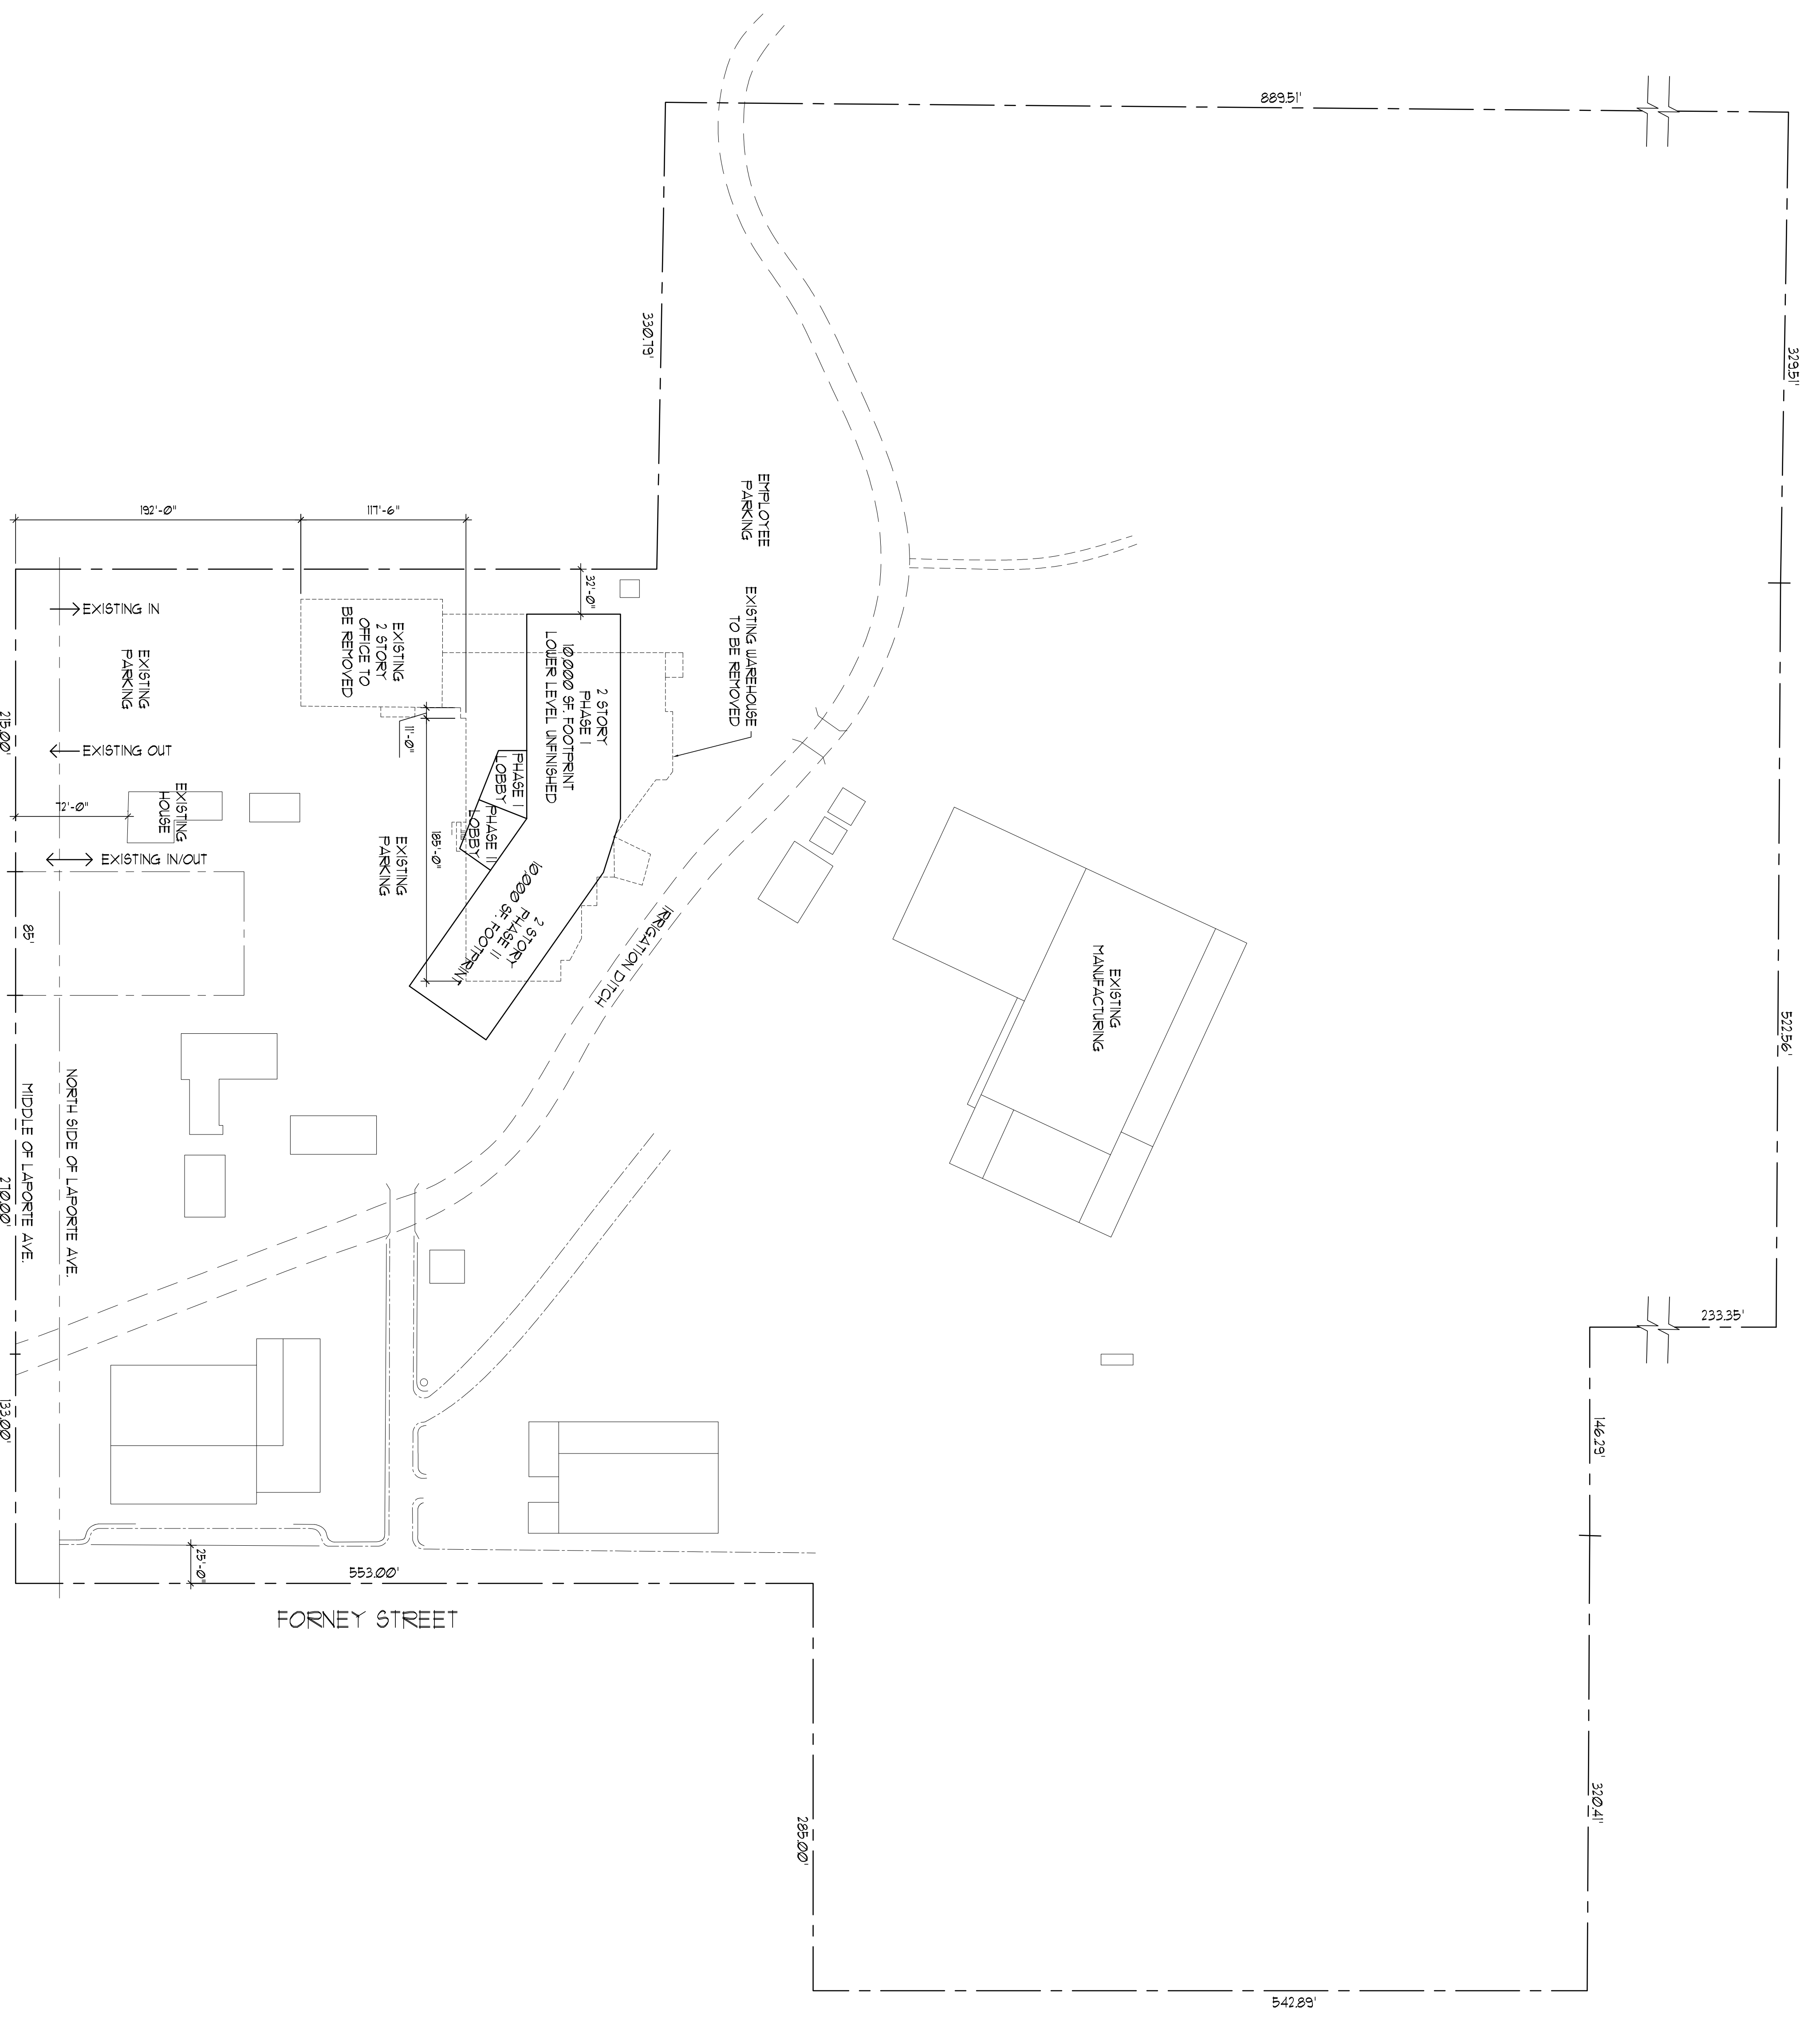 889.51'
329.51'
330.79'
EMPLOYEE
PARKING
192'-0"
117'-6"
32'-0"
EXISTING WAREHOUSE
TO BE REMOVED
EXISTING IN
EXISTING
PARKING
EXISTING
2 STORY
OFFICE TO
BE REMOVED
2 STORY
PHASE I
10,000 SF. FOOTPRINT
LOWER LEVEL UNFINISHED
215.00'
EXISTING OUT
11'-0"
PHASE I
LOBBY
72'-0"
EXISTING
HOUSE
PHASE II
LOBBY
185'-0"
EXISTING
PARKING
EXISTING IN/OUT
2 STORY
PHASE II
10,000 SF. FOOTPRINT
85'
IRRIGATION DITCH
EXISTING
MANUFACTURING
522.56'
NORTH SIDE OF LAPORTE AVE.
MIDDLE OF LAPORTE AVE.
270.00'
233.35'
133.00'
146.29'
25'-0"
553.00'
FORNEY STREET
320.41'
285.00'
542.89'